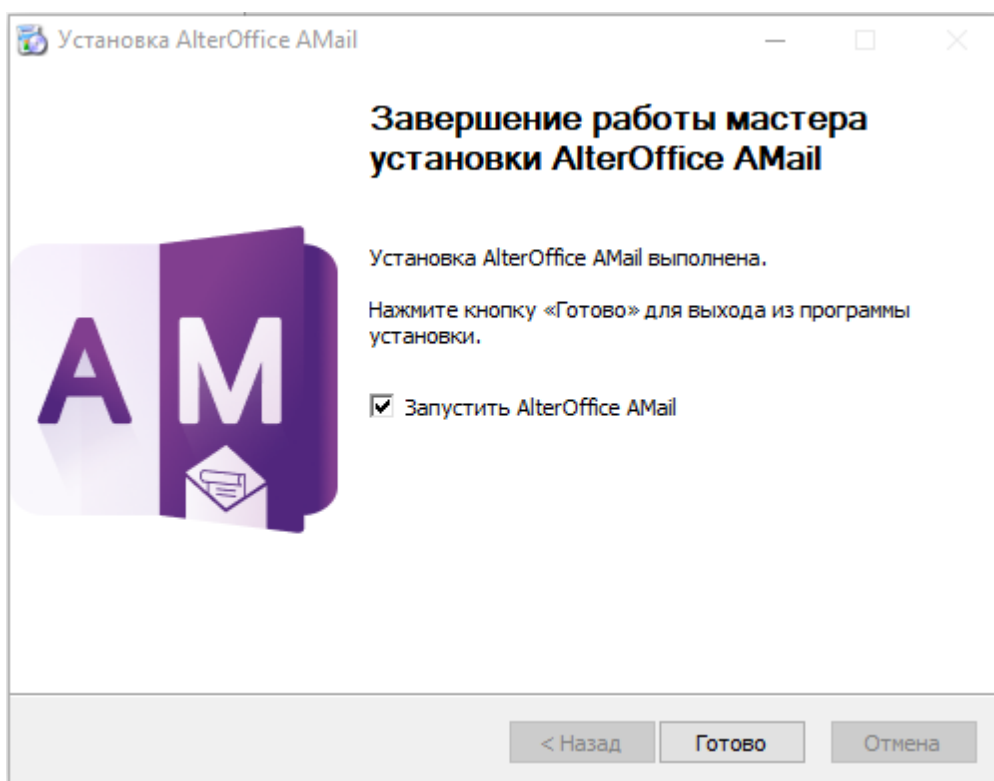 Установка AlterOffice AMail
Завершение работы мастера
установки AlterOffice AMail
Установка AlterOffice AMail выполнена.
Нажмите кнопку «Готово» для выхода из программы
установки.
Запустить AlterOffice AMail
AM
< Назад
Готово
Отмена